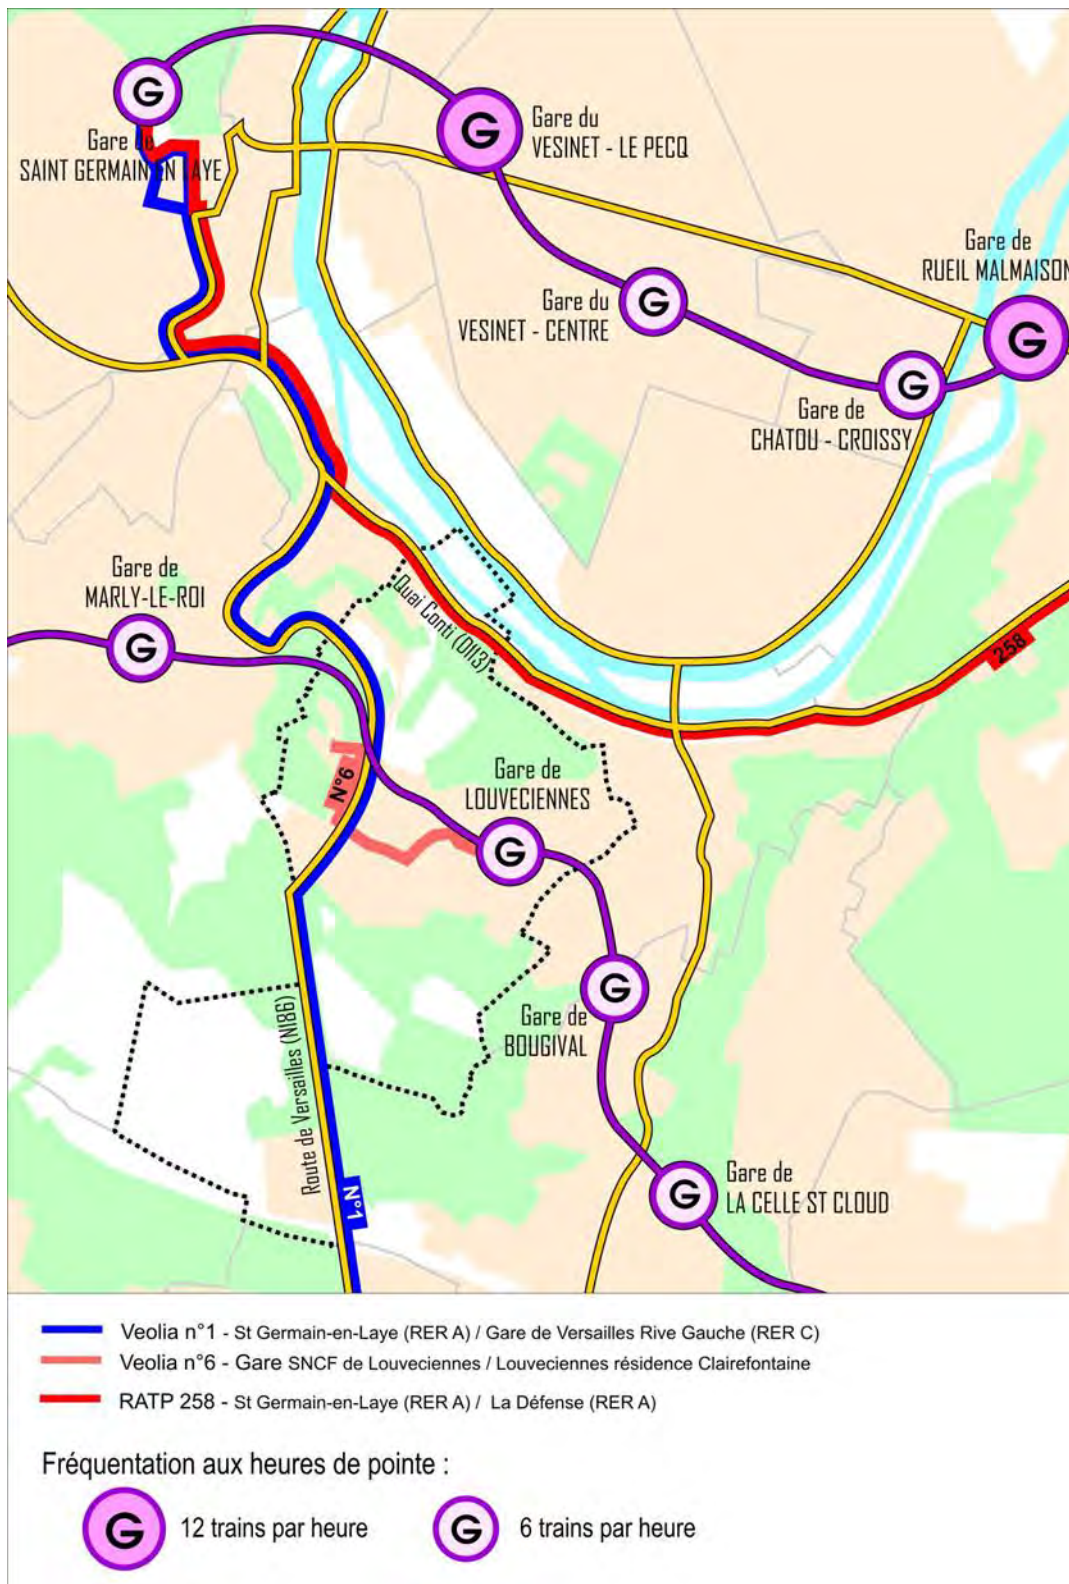 G
Gare de
SAINT GERMAIN EN LAYE
G
Gare du
VESINET - LE PECQ
Gare de
RUEIL MALMAISON
G
Gare du
VESINET - CENTRE
G
G
Gare de
CHATOU - CROISSY
Gare de
MARLY-LE-ROI
G
Quai Conti (D113)
258
N°6
Gare de
LOUVECIENNES
G
G
Gare de
BOUGIVAL
Route de Versailles (N186)
N°1
G
Gare de
LA CELLE ST CLOUD
Veolia n°1 - St Germain-en-Laye (RER A) / Gare de Versailles Rive Gauche (RER C)
Veolia n°6 - Gare SNCF de Louveciennes / Louveciennes résidence Clairefontaine
RATP 258 - St Germain-en-Laye (RER A) / La Défense (RER A)
Fréquentation aux heures de pointe :
G 12 trains par heure G 6 trains par heure